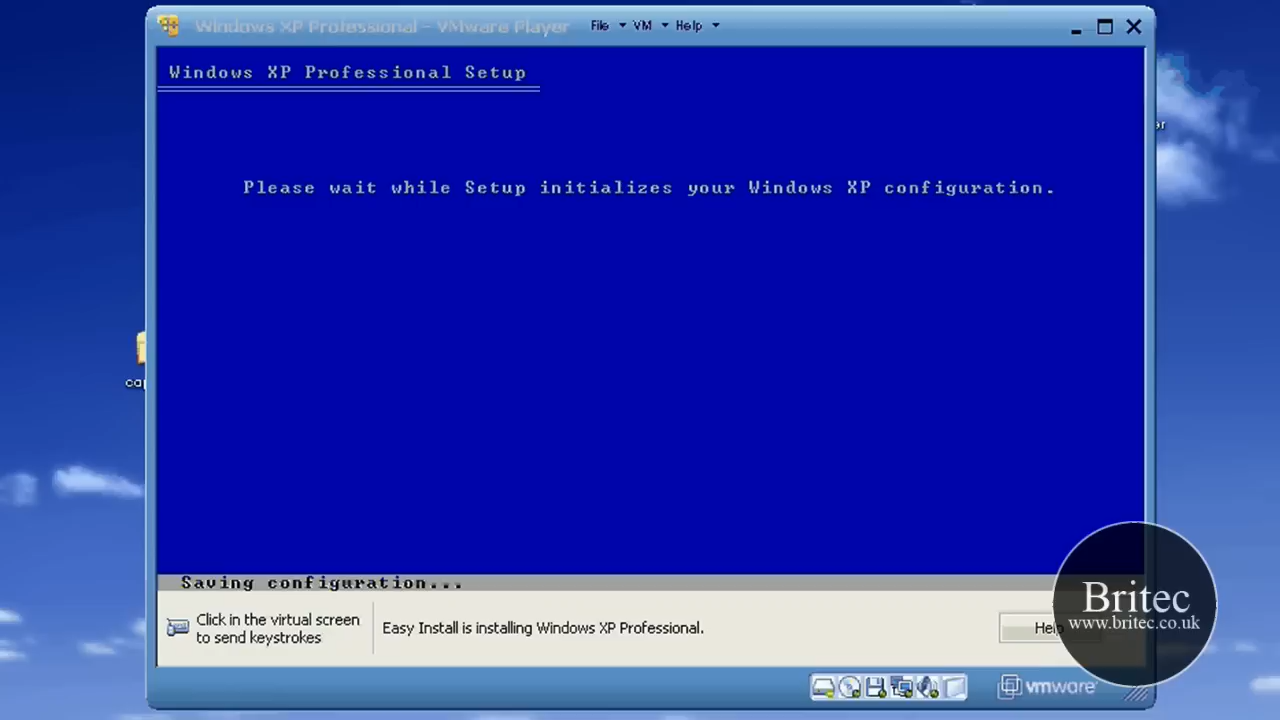 Windows XP Professional - VMware Player File VM Help
Windows XP Professional Setup
Please wait while Setup initializes your Windows XP configuration.
Saving configuration...
Click in the virtual screen
to send keystrokes
Easy Install is installing Windows XP Professional.
Help
Britec
www.britec.co.uk
vmware